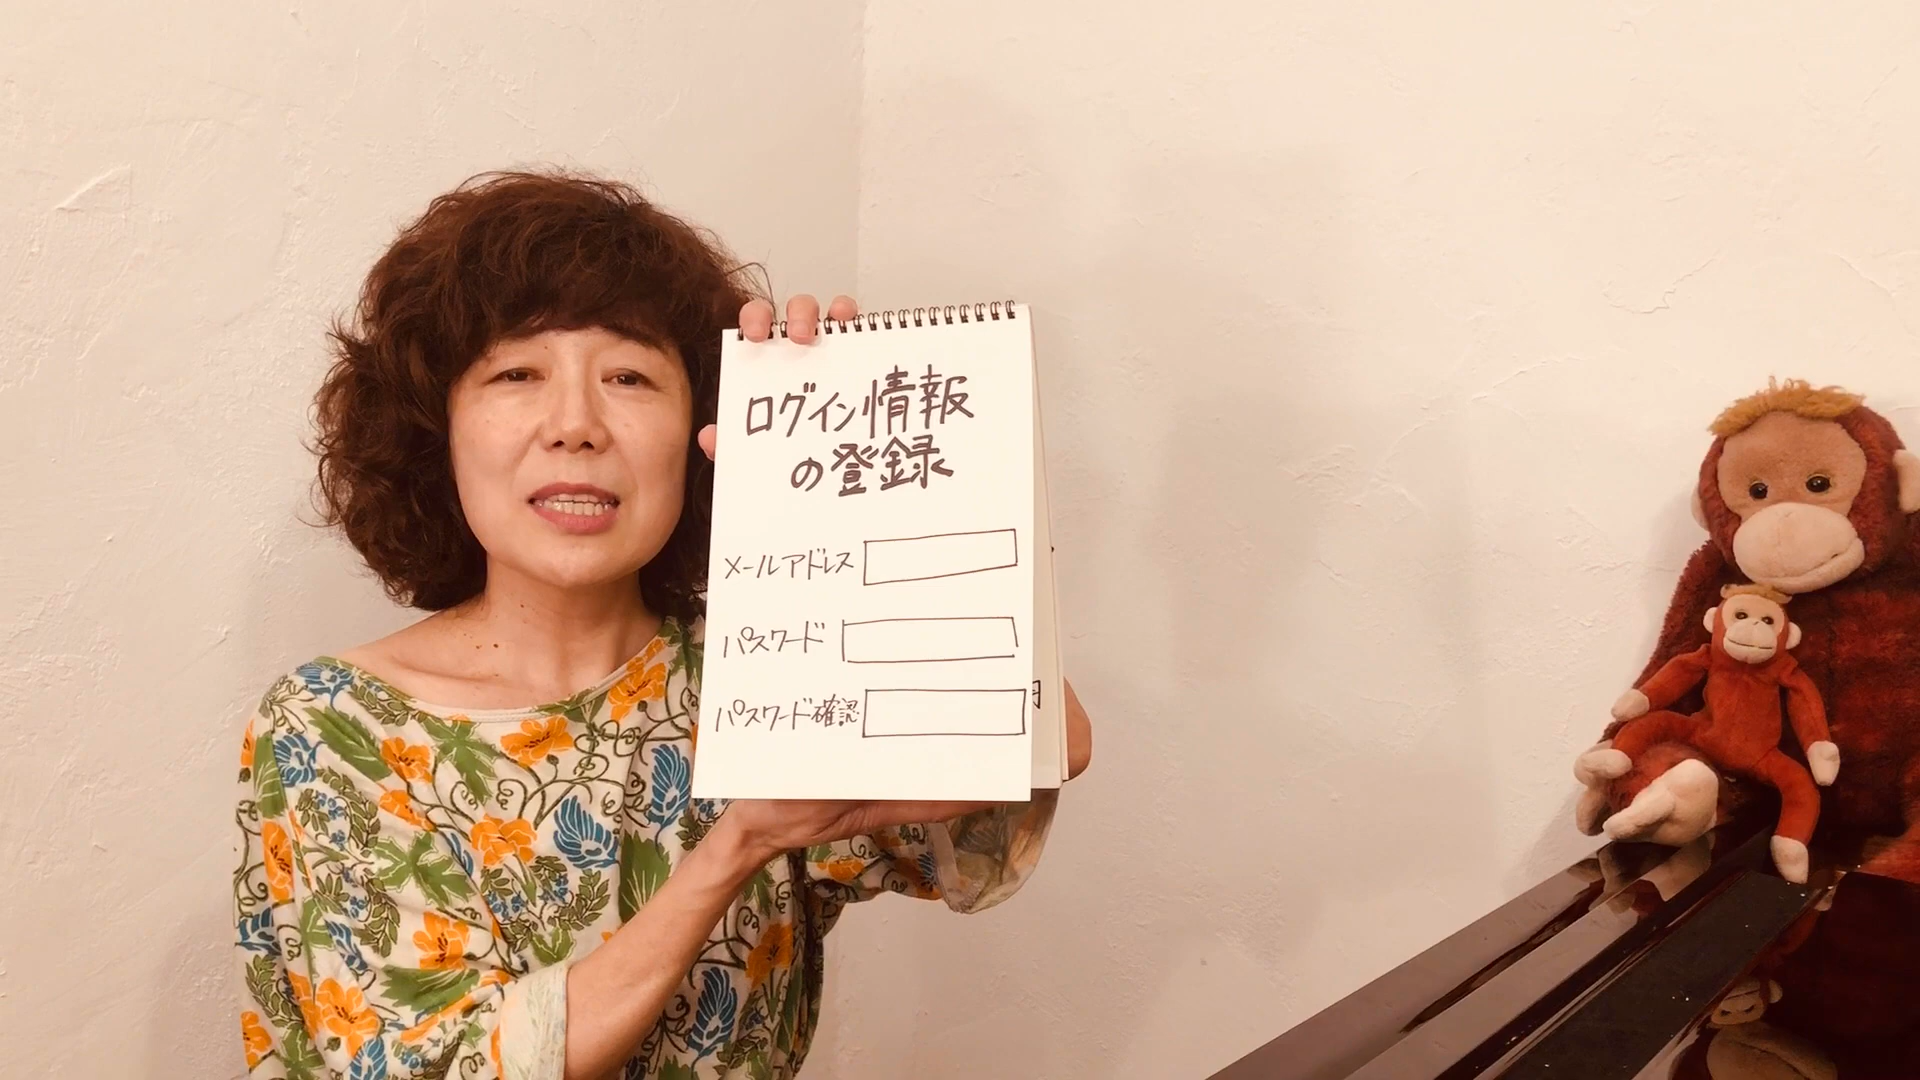 ログイン情報
の登録
メールアドレス
パスワード
パスワード確認
円